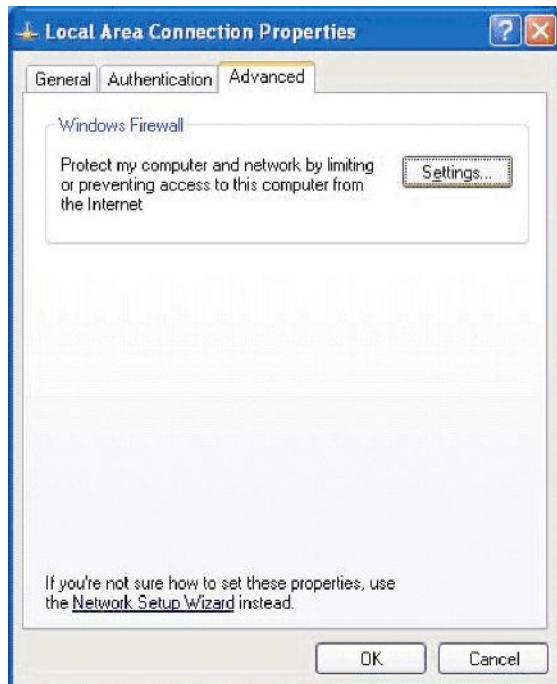 Local Area Connection Properties
General Authentication Advanced
Windows Firewall
Protect my computer and network by limiting
or preventing access to this computer from
the Internet
Settings...
If you're not sure how to set these properties, use
the Network Setup Wizard instead.
OK Cancel